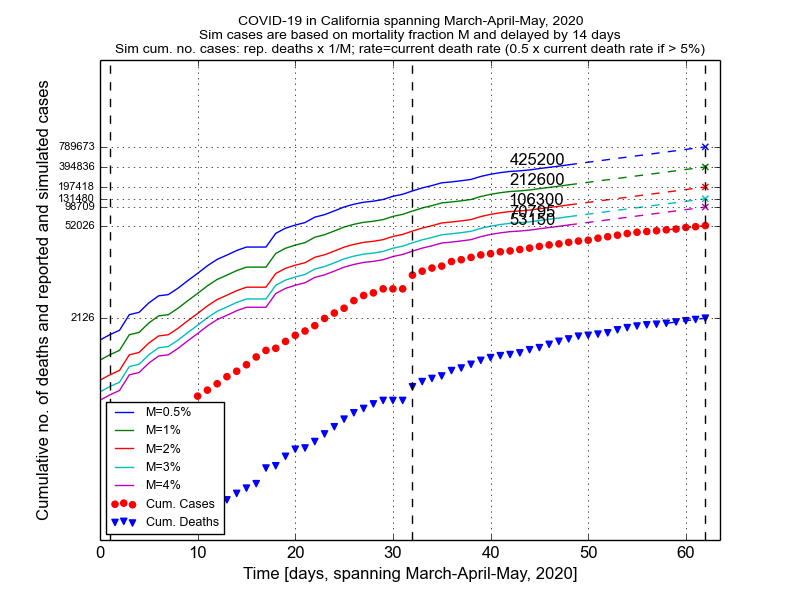 COVID-19 in California spanning March-April-May, 2020
Sim cases are based on mortality fraction M and delayed by 14 days
Sim cum. no. cases: rep. deaths x 1/M; rate=current death rate (0.5 x current death rate if > 5%)
Cumulative no. of deaths and reported and simulated cases
789673
394836
197418
131480
98709
52026
2126
425200
212600
106300
70795
53150
M=0.5%
M=1%
M=2%
M=3%
M=4%
Cum. Cases
Cum. Deaths
0 10 20 30 40 50 60
Time [days, spanning March-April-May, 2020]